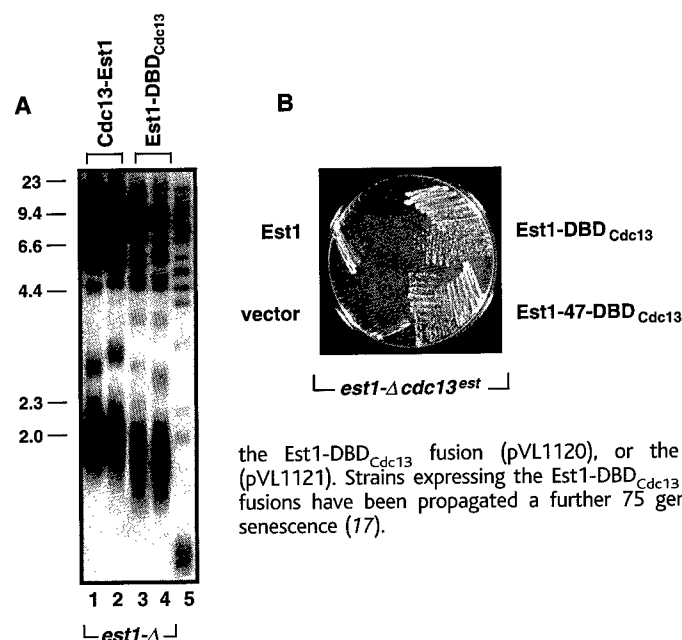 A
Cdc13-Est1
Est1-DBDCdc13
23
9.4
6.6
4.4
2.3
2.0
1 2 3 4 5
est1-Δ
B
Est1
Est1-DBDCdc13
vector
Est1-47-DBDCdc13
est1-Δ cdc13est
the Est1-DBDCdc13 fusion (pVL1120), or the
(pVL1121). Strains expressing the Est1-DBDCdc13
fusions have been propagated a further 75 ger
senescence (17).